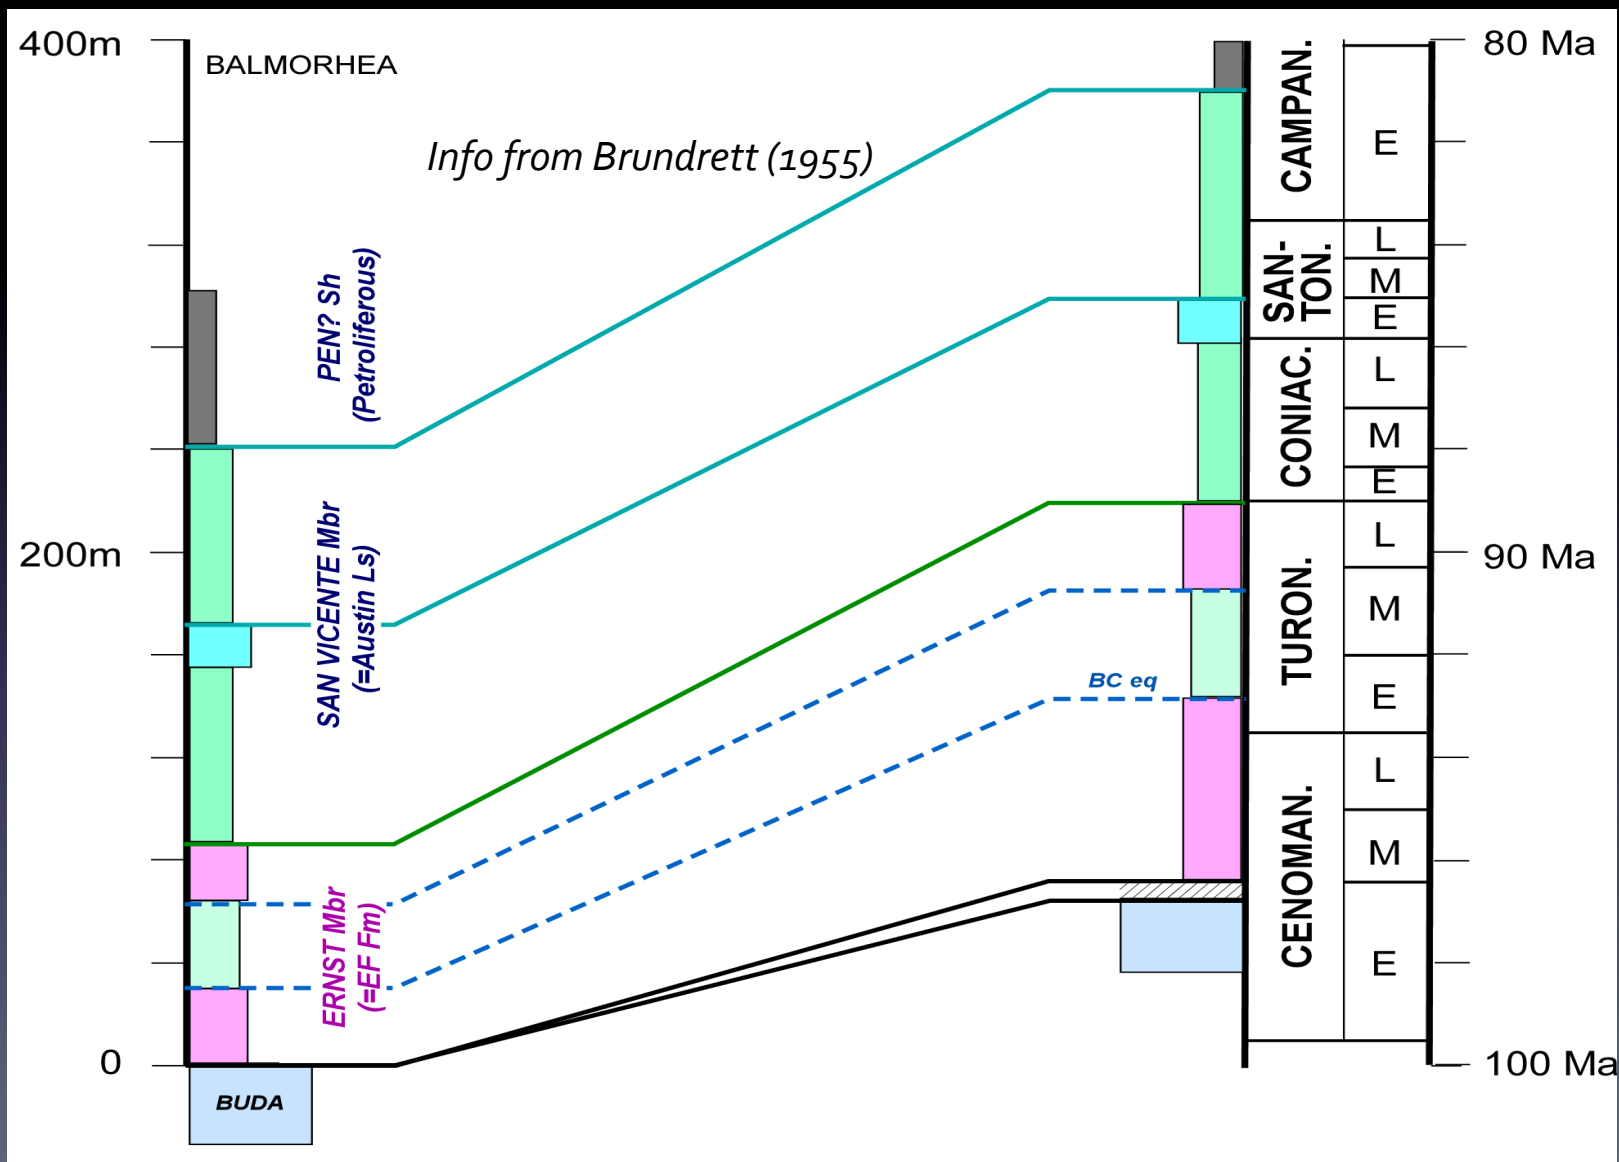 400m
BALMORHEA
Info from Brundrett (1955)
PEN? Sh
(Petroliferous)
SAN VICENTE Mbr
(=Austin Ls)
200m
ERNST Mbr
(=EF Fm)
0
BUDA
BC eq
CAMPAN.
E
SAN-
TON.
L
M
E
CONIAC.
L
M
E
TURON.
L
M
E
CENOMAN.
L
M
E
80 Ma
90 Ma
100 Ma